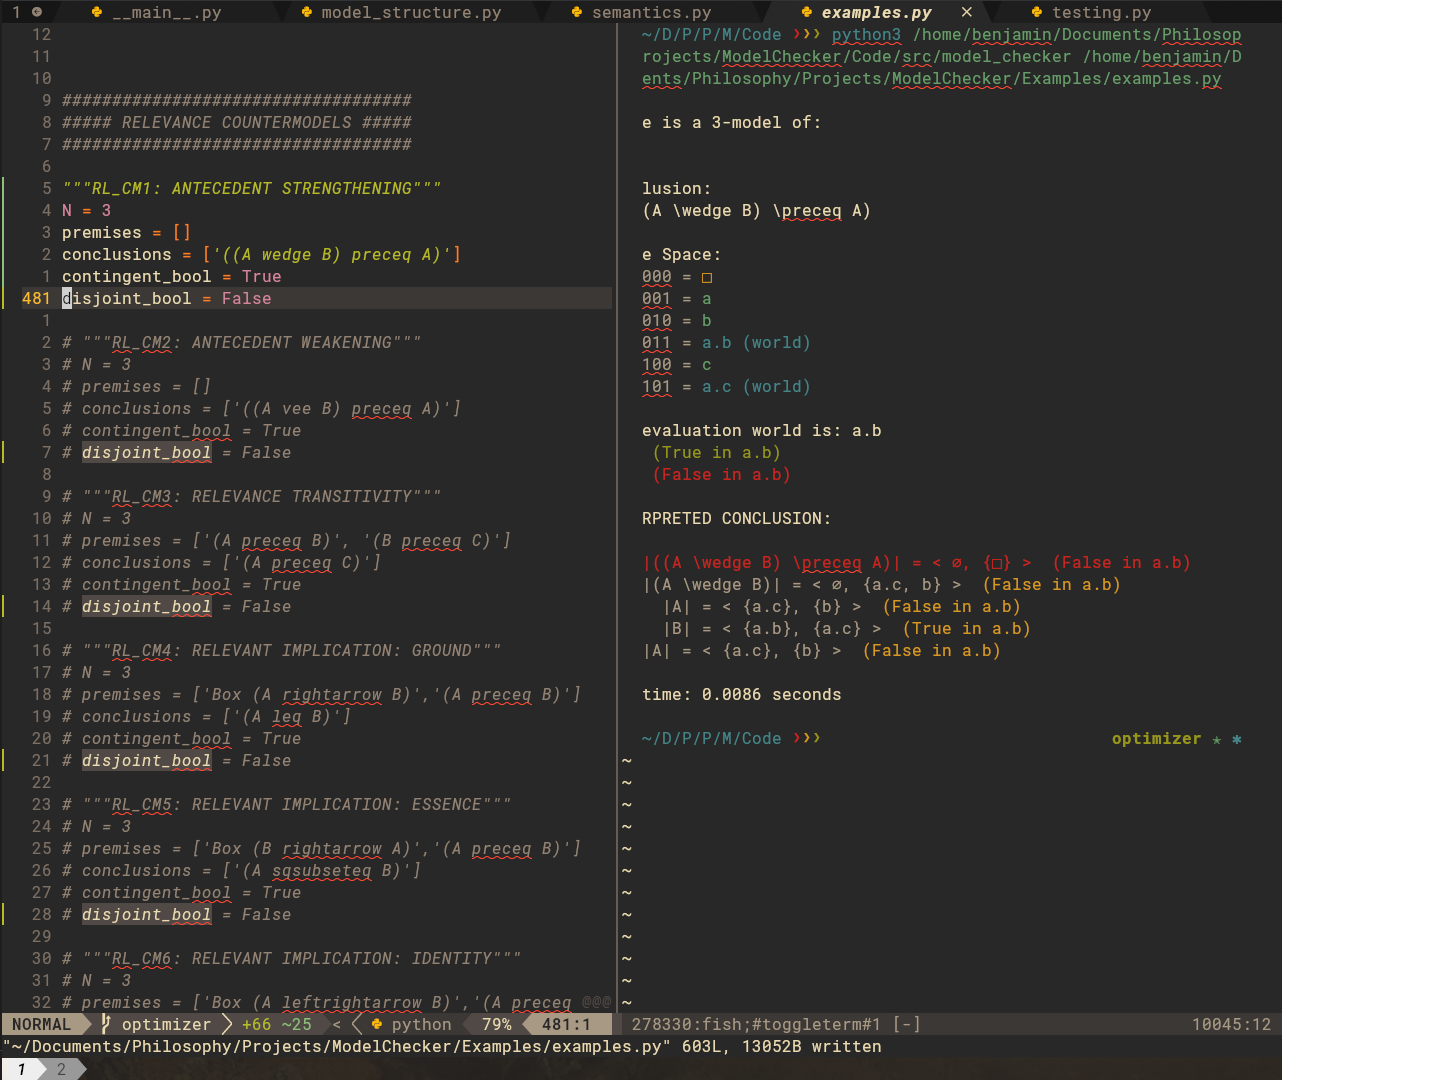 1 __main__.py model_structure.py semantics.py examples.py × testing.py
12
11
10
9 ###################################
8 ##### RELEVANCE COUNTERMODELS #####
7 ###################################
6
5 """RL_CM1: ANTECEDENT STRENGTHENING"""
4 N = 3
3 premises = []
2 conclusions = ['((A wedge B) preceq A)']
1 contingent_bool = True
481 disjoint_bool = False
1
2 # """RL_CM2: ANTECEDENT WEAKENING"""
3 # N = 3
4 # premises = []
5 # conclusions = ['((A vee B) preceq A)']
6 # contingent_bool = True
7 # disjoint_bool = False
8
9 # """RL_CM3: RELEVANCE TRANSITIVITY"""
10 # N = 3
11 # premises = ['(A preceq B)', '(B preceq C)']
12 # conclusions = ['(A preceq C)']
13 # contingent_bool = True
14 # disjoint_bool = False
15
16 # """RL_CM4: RELEVANT IMPLICATION: GROUND"""
17 # N = 3
18 # premises = ['Box (A rightarrow B)','(A preceq B)']
19 # conclusions = ['(A leq B)']
20 # contingent_bool = True
21 # disjoint_bool = False
22
23 # """RL_CM5: RELEVANT IMPLICATION: ESSENCE"""
24 # N = 3
25 # premises = ['Box (B rightarrow A)','(A preceq B)']
26 # conclusions = ['(A sqsubseteq B)']
27 # contingent_bool = True
28 # disjoint_bool = False
29
30 # """RL_CM6: RELEVANT IMPLICATION: IDENTITY"""
31 # N = 3
32 # premises = ['Box (A leftrightarrow B)','(A preceq @@@
~/D/P/P/M/Code ❯❯❯ python3 /home/benjamin/Documents/Philosop
rojects/ModelChecker/Code/src/model_checker /home/benjamin/D
ents/Philosophy/Projects/ModelChecker/Examples/examples.py
e is a 3-model of:
lusion:
(A \wedge B) \preceq A)
e Space:
000 = □
001 = a
010 = b
011 = a.b (world)
100 = c
101 = a.c (world)
evaluation world is: a.b
(True in a.b)
(False in a.b)
RPRETED CONCLUSION:
|((A \wedge B) \preceq A)| = < ∅, {□} > (False in a.b)
|(A \wedge B)| = < ∅, {a.c, b} > (False in a.b)
|A| = < {a.c}, {b} > (False in a.b)
|B| = < {a.b}, {a.c} > (True in a.b)
|A| = < {a.c}, {b} > (False in a.b)
time: 0.0086 seconds
~/D/P/P/M/Code ❯❯❯ optimizer ★ ✱
~
~
~
~
~
~
~
~
~
~
~
~
NORMAL optimizer +66 ~25 < python 79% 481:1 278330:fish;#toggleterm#1 [-] 10045:12
"~/Documents/Philosophy/Projects/ModelChecker/Examples/examples.py" 603L, 13052B written
1 2